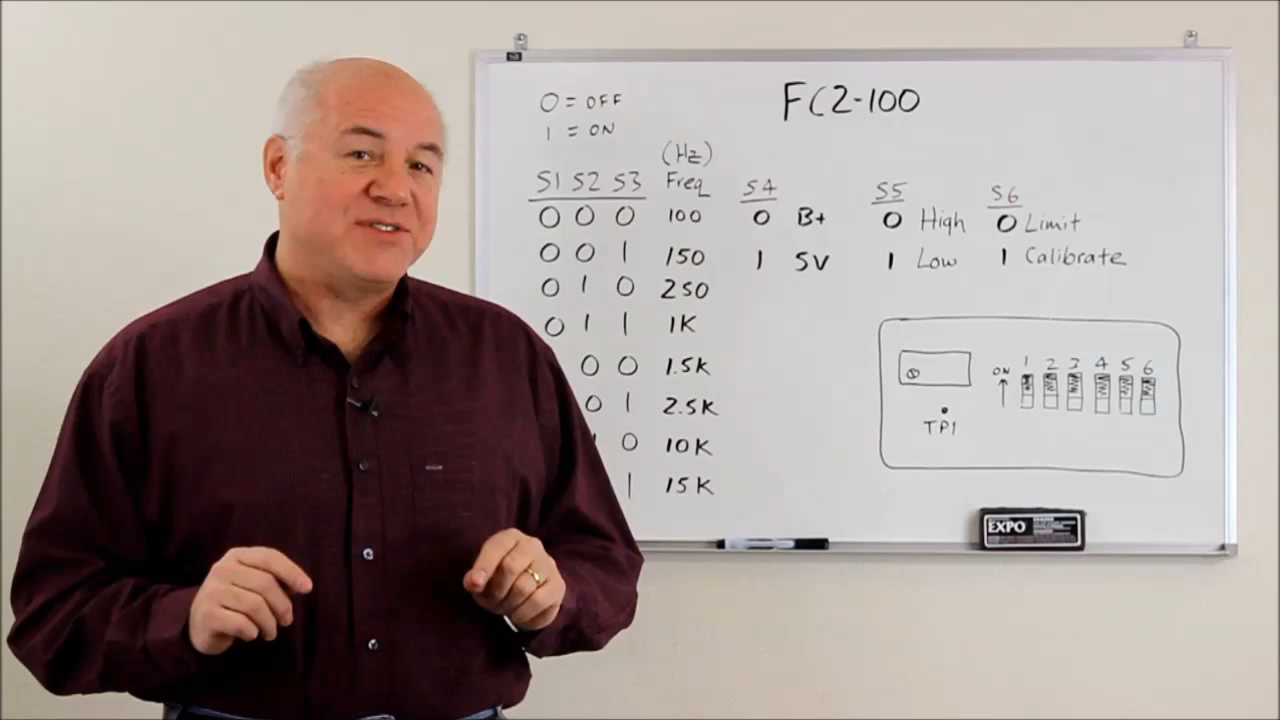 FC2-100
0 = OFF
1 = ON
(Hz)
S1 S2 S3 Freq S4 S5 S6
0 0 0 100 0 B+ 0 High 0 Limit
0 0 1 150 1 5V 1 Low 1 Calibrate
0 1 0 250
0 1 1 1K
0 0 1.5K
0 1 2.5K
1 0 10K
1 15K
ON 1 2 3 4 5 6
TP1
EXPO